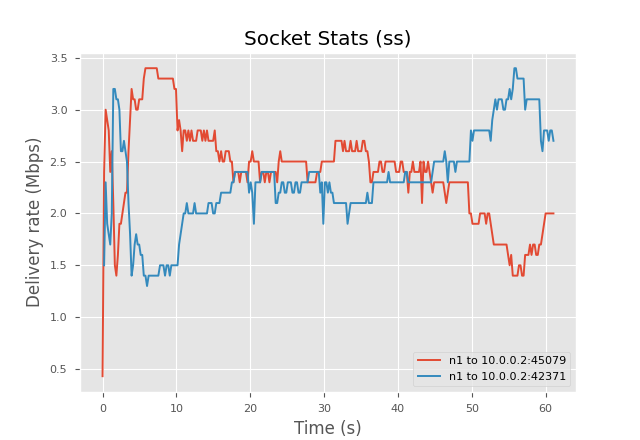 Socket Stats (ss)
Delivery rate (Mbps)
3.5
3.0
2.5
2.0
1.5
1.0
0.5
0 10 20 30 40 50 60
Time (s)
n1 to 10.0.0.2:45079
n1 to 10.0.0.2:42371